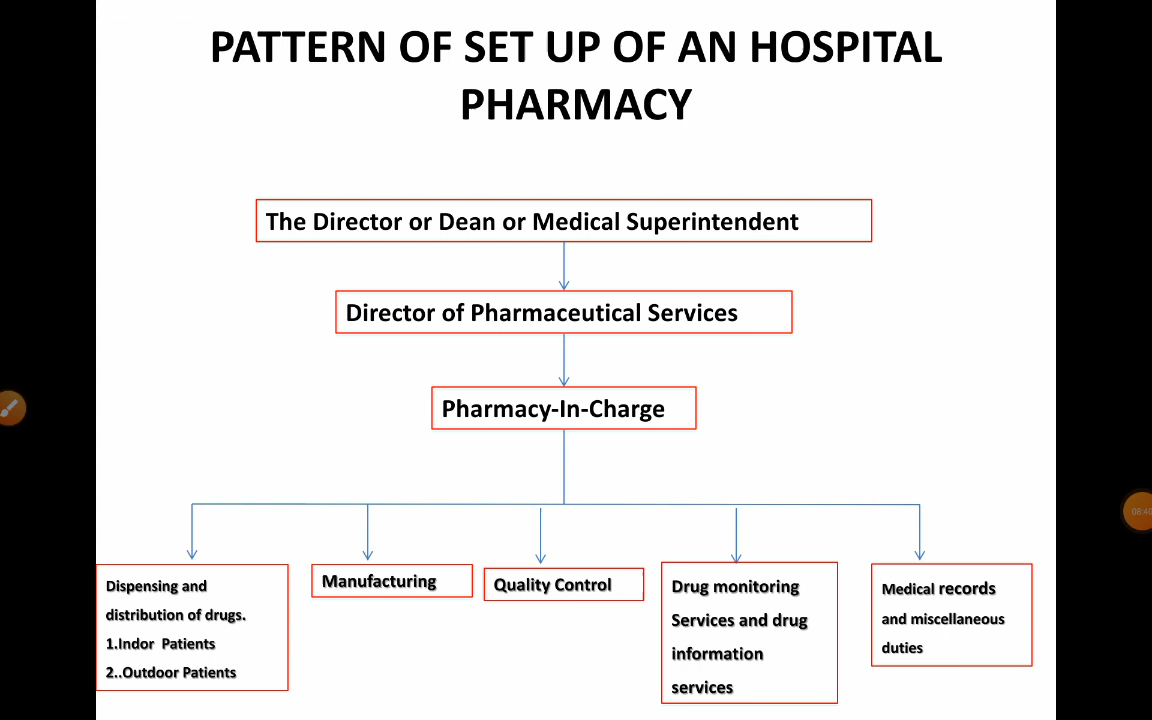 PATTERN OF SET UP OF AN HOSPITAL
PHARMACY
The Director or Dean or Medical Superintendent
Director of Pharmaceutical Services
Pharmacy-In-Charge
Dispensing and
distribution of drugs.
1.Indor Patients
2..Outdoor Patients
Manufacturing
Quality Control
Drug monitoring
Services and drug
information
services
Medical records
and miscellaneous
duties
08:40